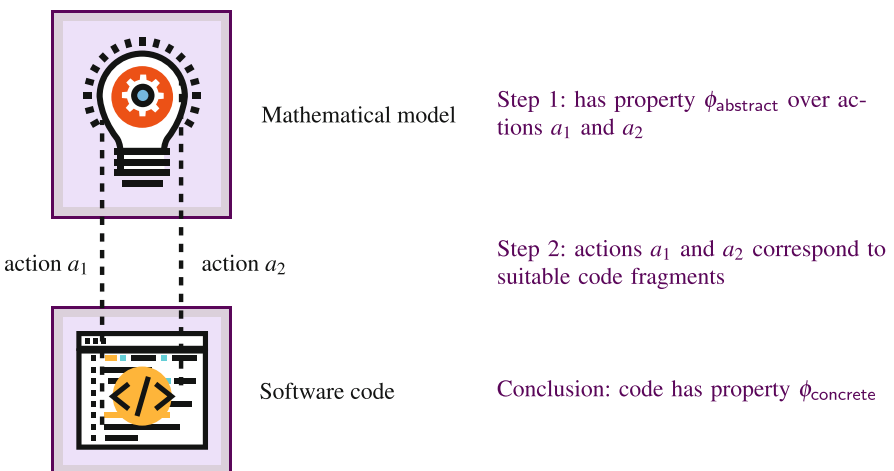 Mathematical model
Step 1: has property ϕabstract over ac-
tions a1 and a2
action a1
action a2
Step 2: actions a1 and a2 correspond to
suitable code fragments
</>
Software code
Conclusion: code has property ϕconcrete